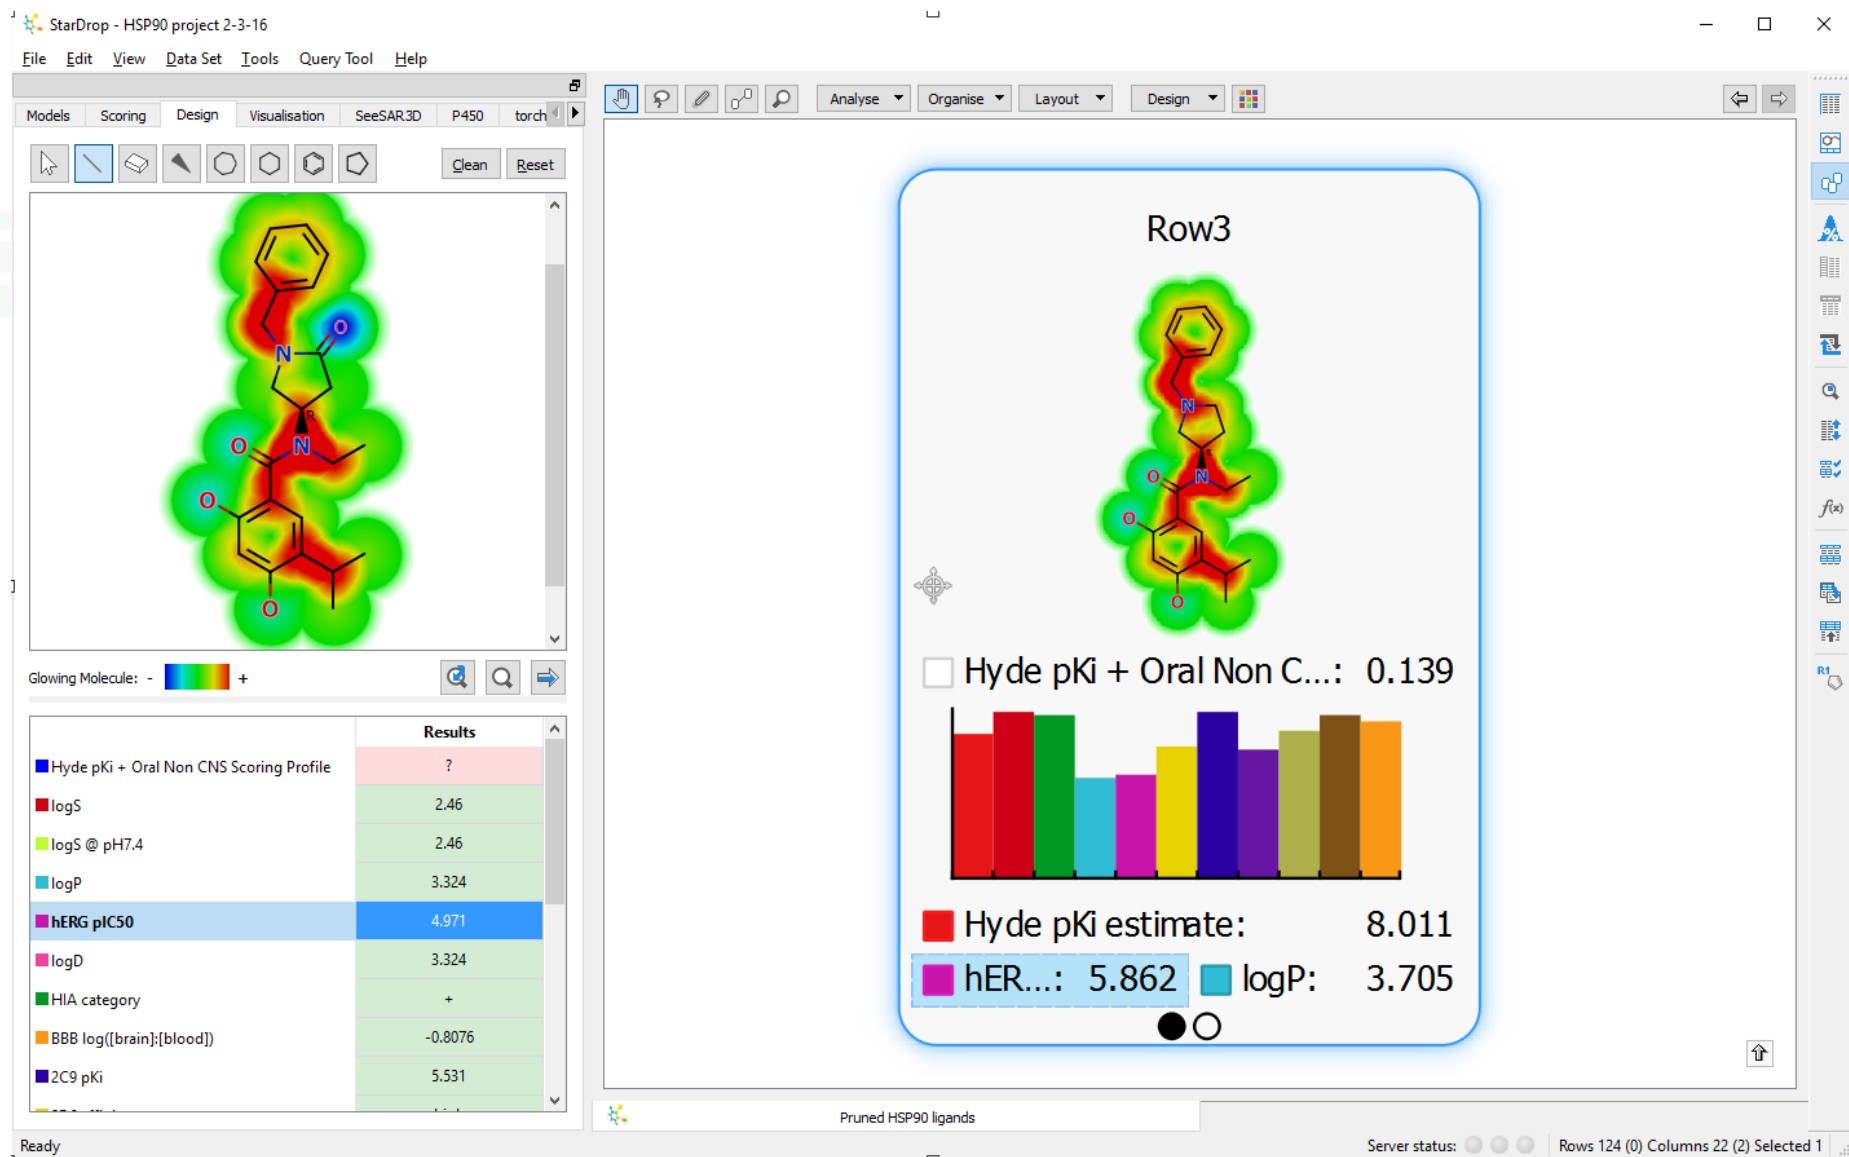 StarDrop - HSP90 project 2-3-16
File Edit View Data Set Tools Query Tool Help
Models Scoring Design Visualisation SeeSAR3D P450 torch
Analyse Organise Layout Design
Clean Reset
O
N
R
O N
O
O
Glowing Molecule: - +
Results
Hyde pKi + Oral Non CNS Scoring Profile ?
logS 2.46
logS @ pH7.4 2.46
logP 3.324
hERG pIC50 4.971
logD 3.324
HIA category +
BBB log([brain]:[blood]) -0.8076
2C9 pKi 5.531
Row3
N
R
O N
O
O
Hyde pKi + Oral Non C...: 0.139
Hyde pKi estimate: 8.011
hER...: 5.862 logP: 3.705
f(x)
R1
Pruned HSP90 ligands
Ready
Server status: Rows 124 (0) Columns 22 (2) Selected 1